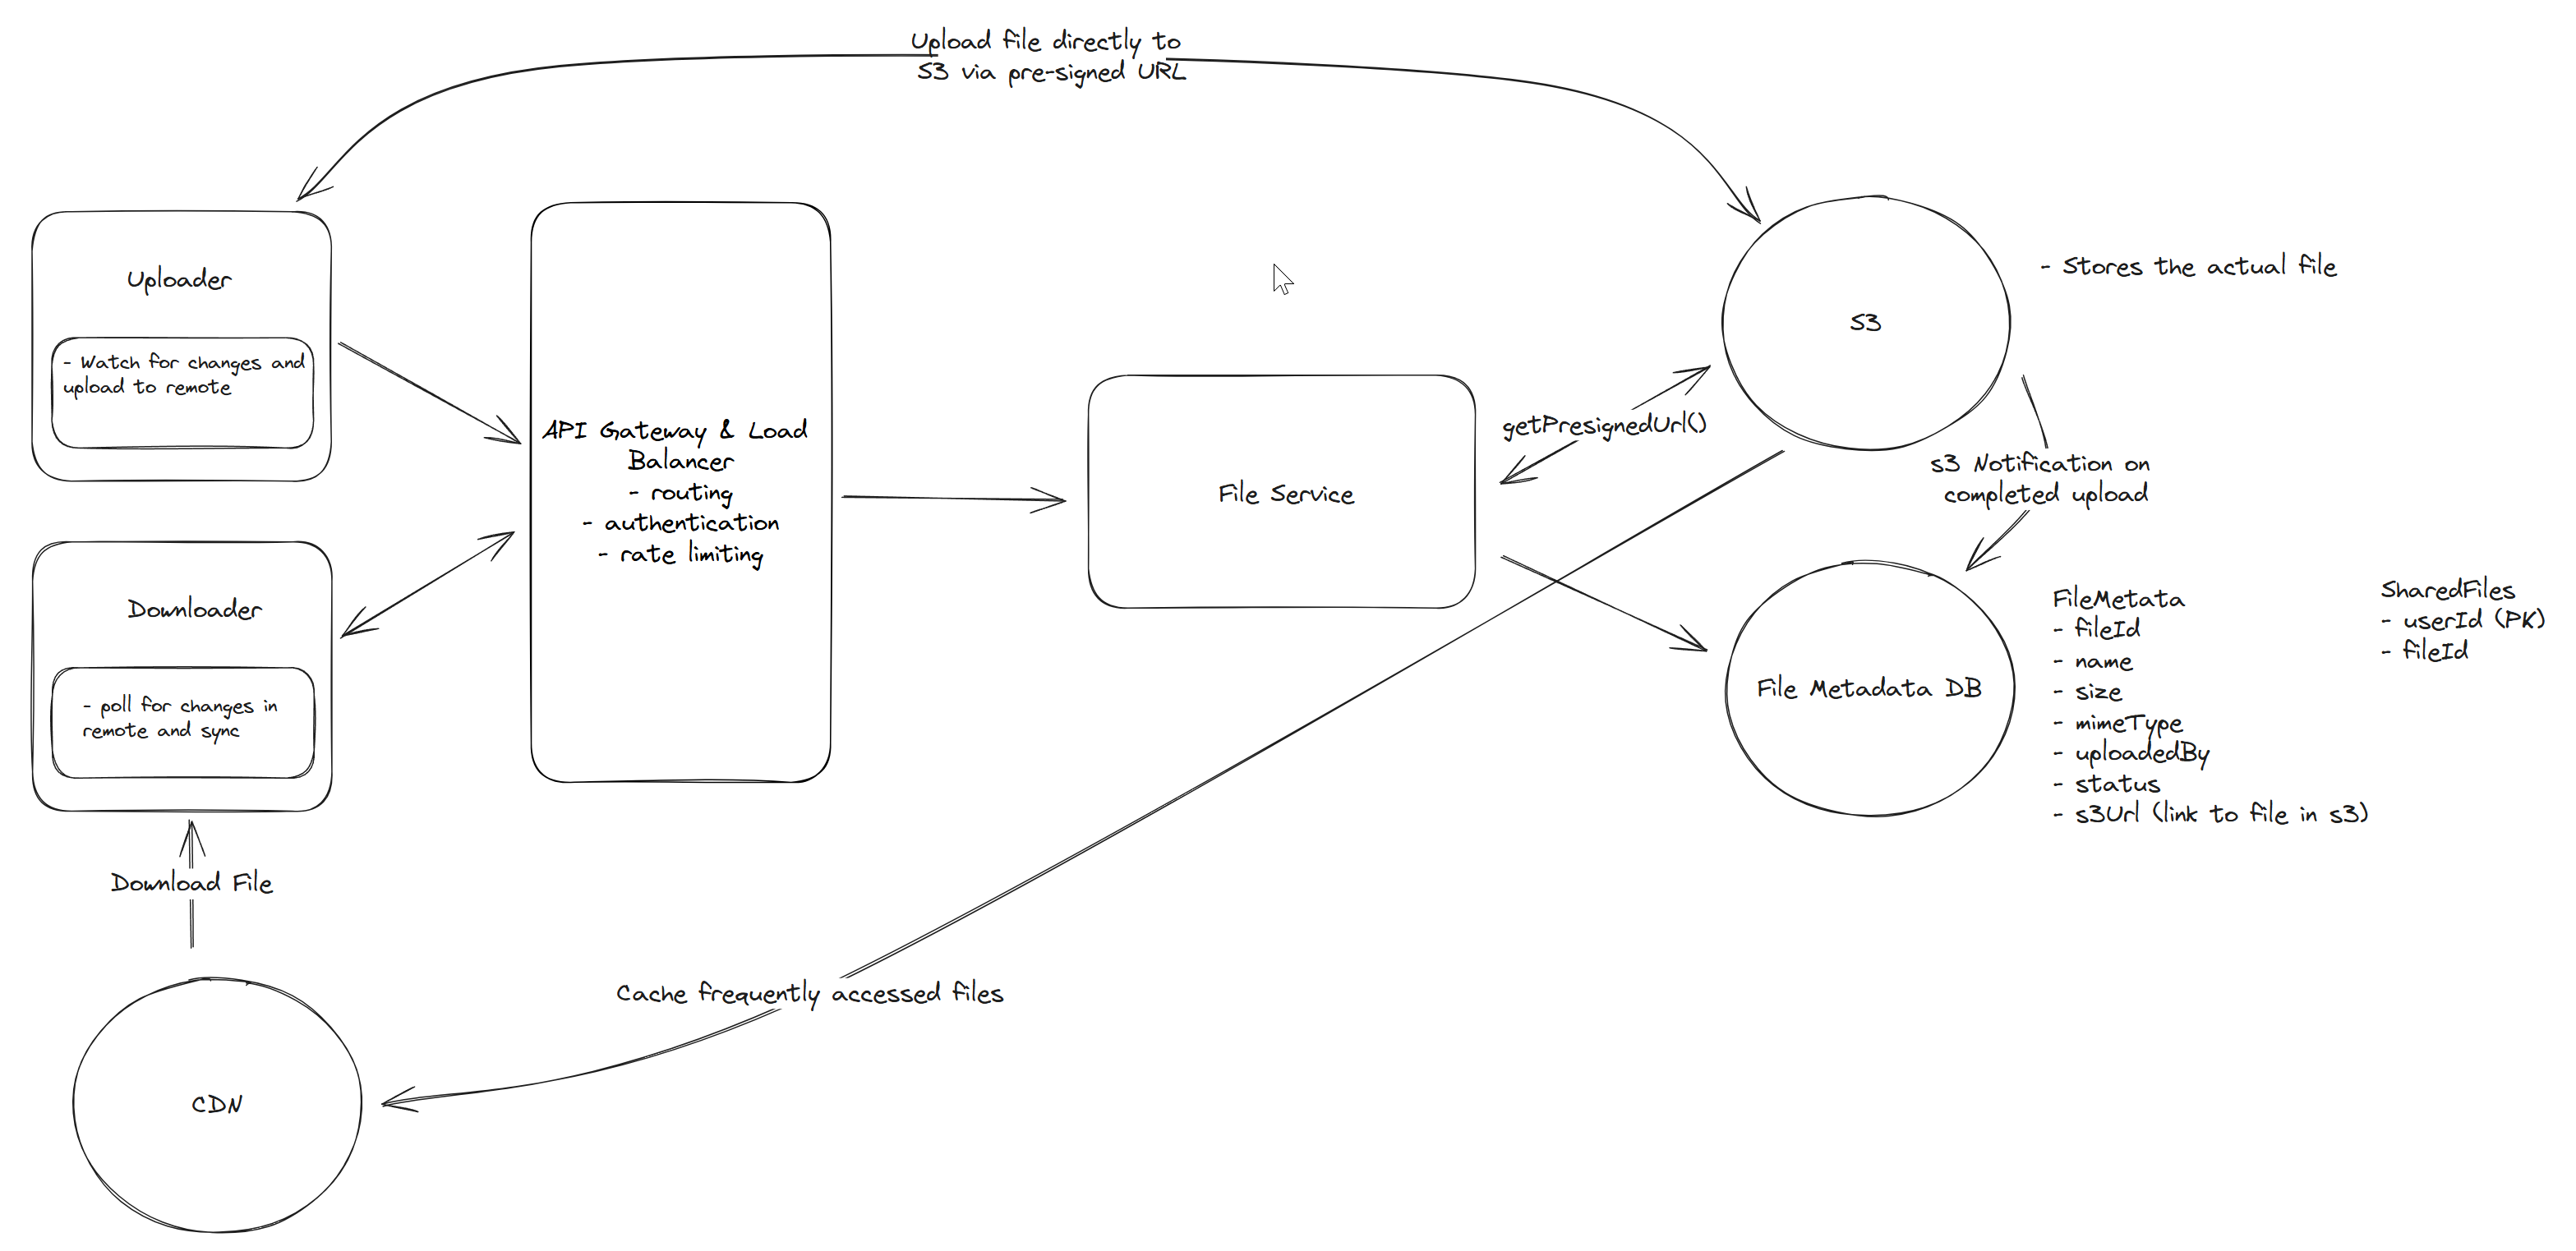 Upload file directly to
S3 via pre-signed URL
Uploader
- Watch for changes and
upload to remote
API Gateway & Load
Balancer
- routing
- authentication
- rate limiting
Downloader
- poll for changes in
remote and sync
Download File
CDN
Cache frequently accessed files
File Service
getPresignedUrl()
S3
- Stores the actual file
s3 Notification on
completed upload
File Metadata DB
FileMetata
- fileId
- name
- size
- mimeType
- uploadedBy
- status
- s3Url (link to file in s3)
SharedFiles
- userId (PK)
- fileId